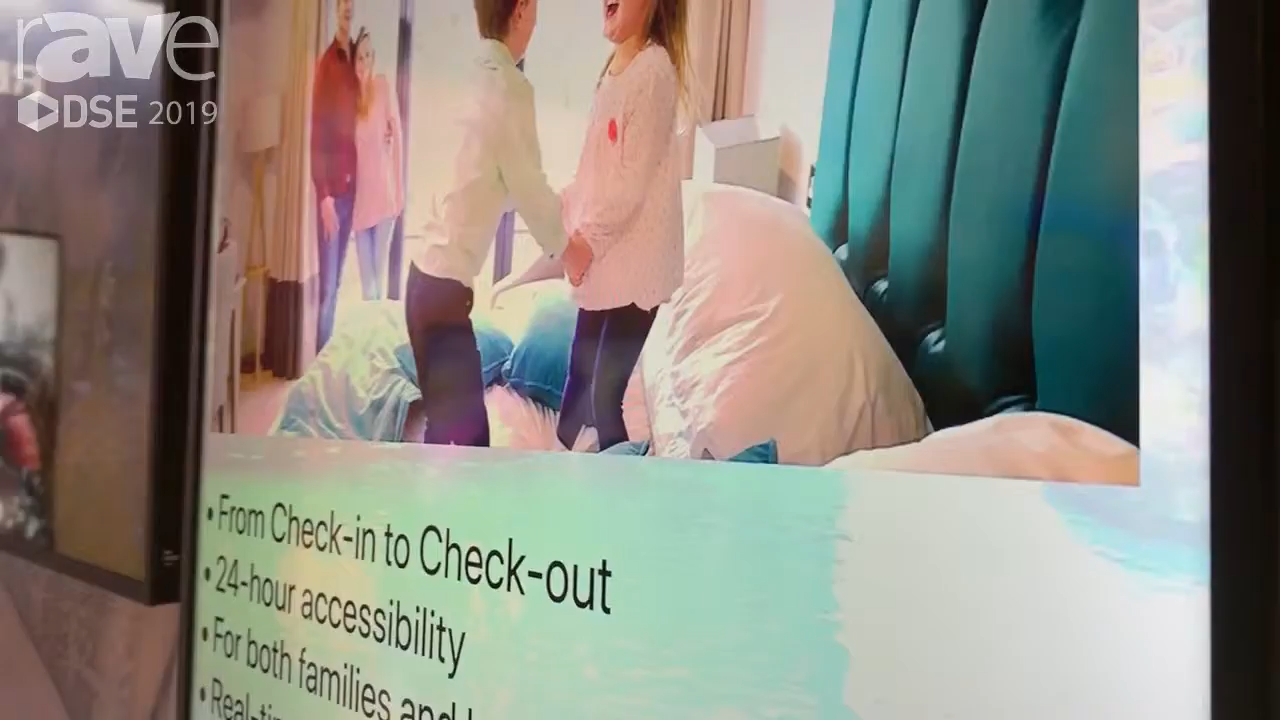 rAVe
DSE 2019
• From Check-in to Check-out
• 24-hour accessibility
• For both families and